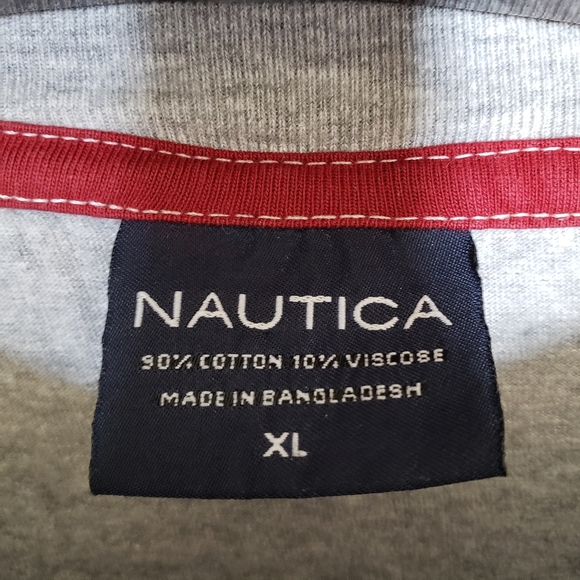 NAUTICA
90% COTTON 10% VISCOSE
MADE IN BANGLADESH
XL